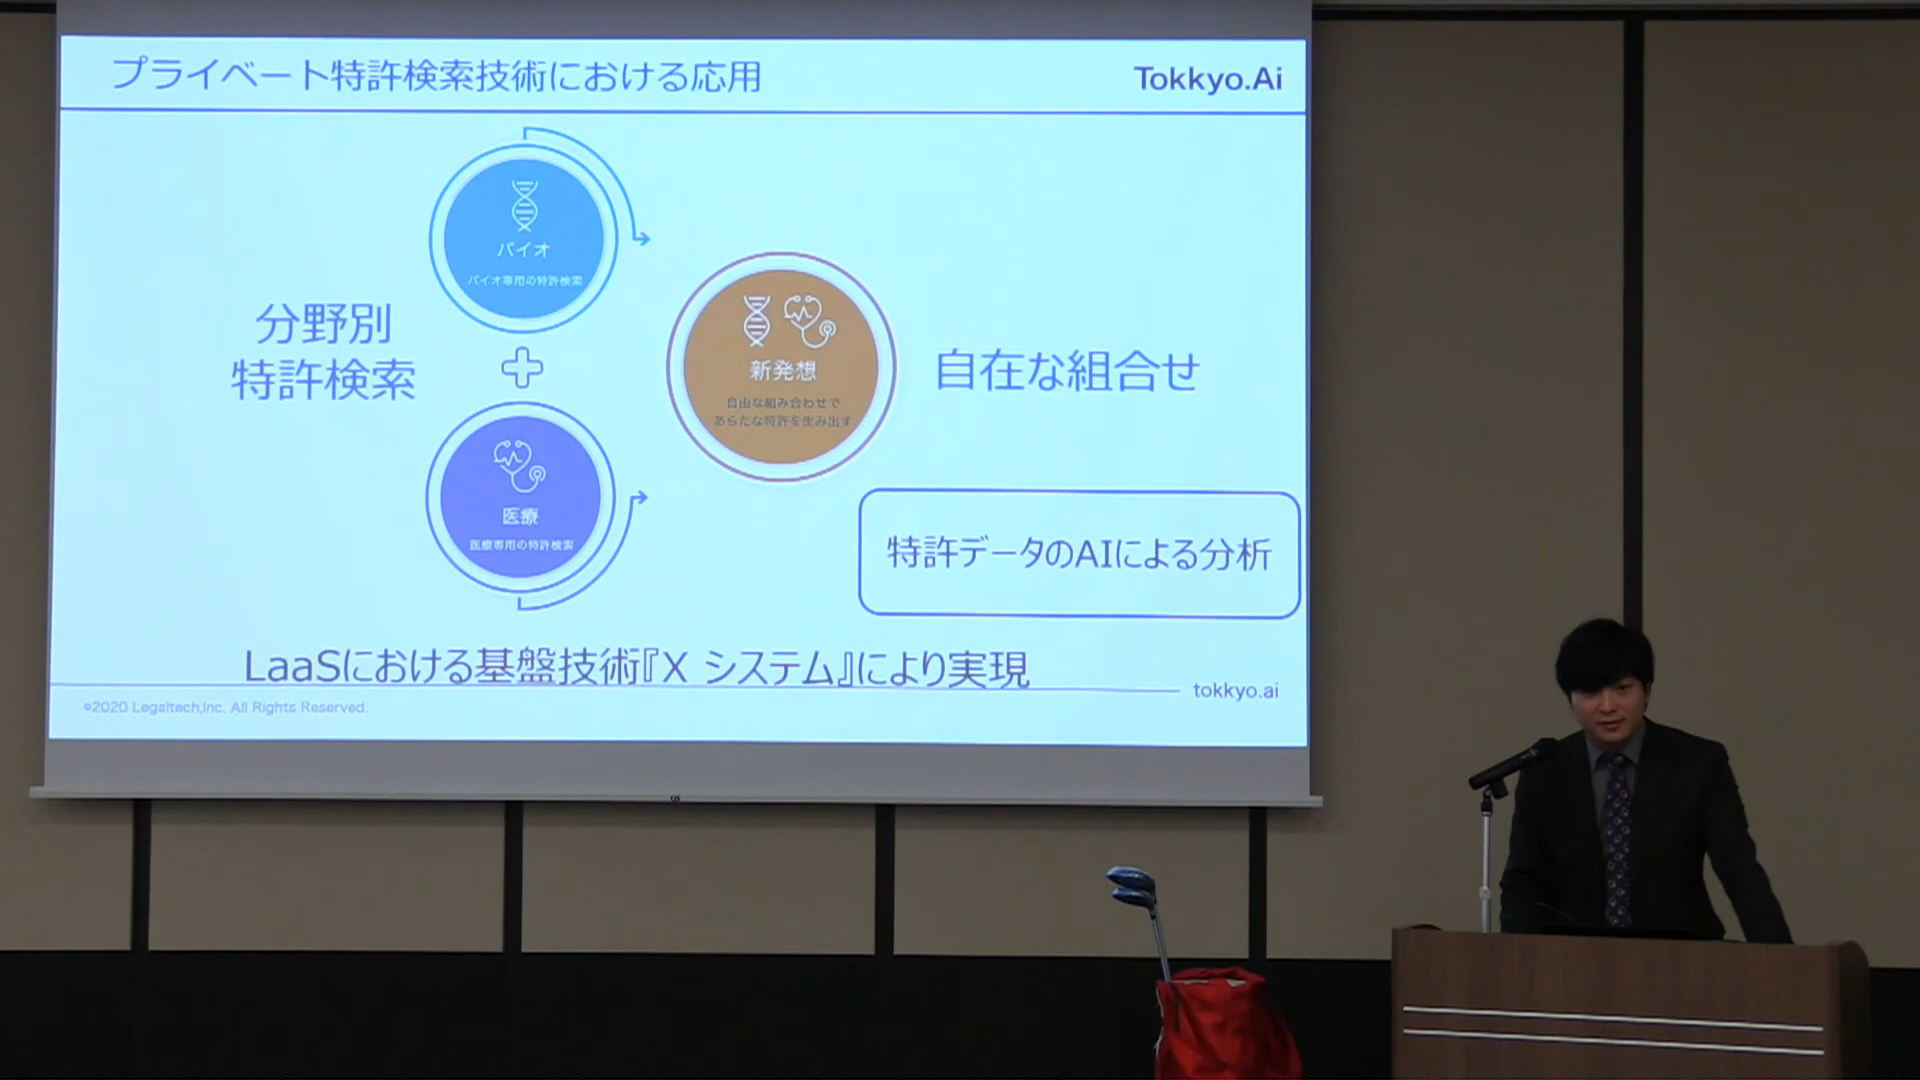 プライベート特許検索技術における応用
Tokkyo.Ai
バイオ
バイオ専用の特許検索
分野別
特許検索
新発想
自由な組み合わせで
あらたな特許を生み出す
自在な組合せ
医療
医療専用の特許検索
特許データのAIによる分析
LaaSにおける基盤技術『X システム』により実現
tokkyo.ai
©2020 Legaltech,Inc. All Rights Reserved.